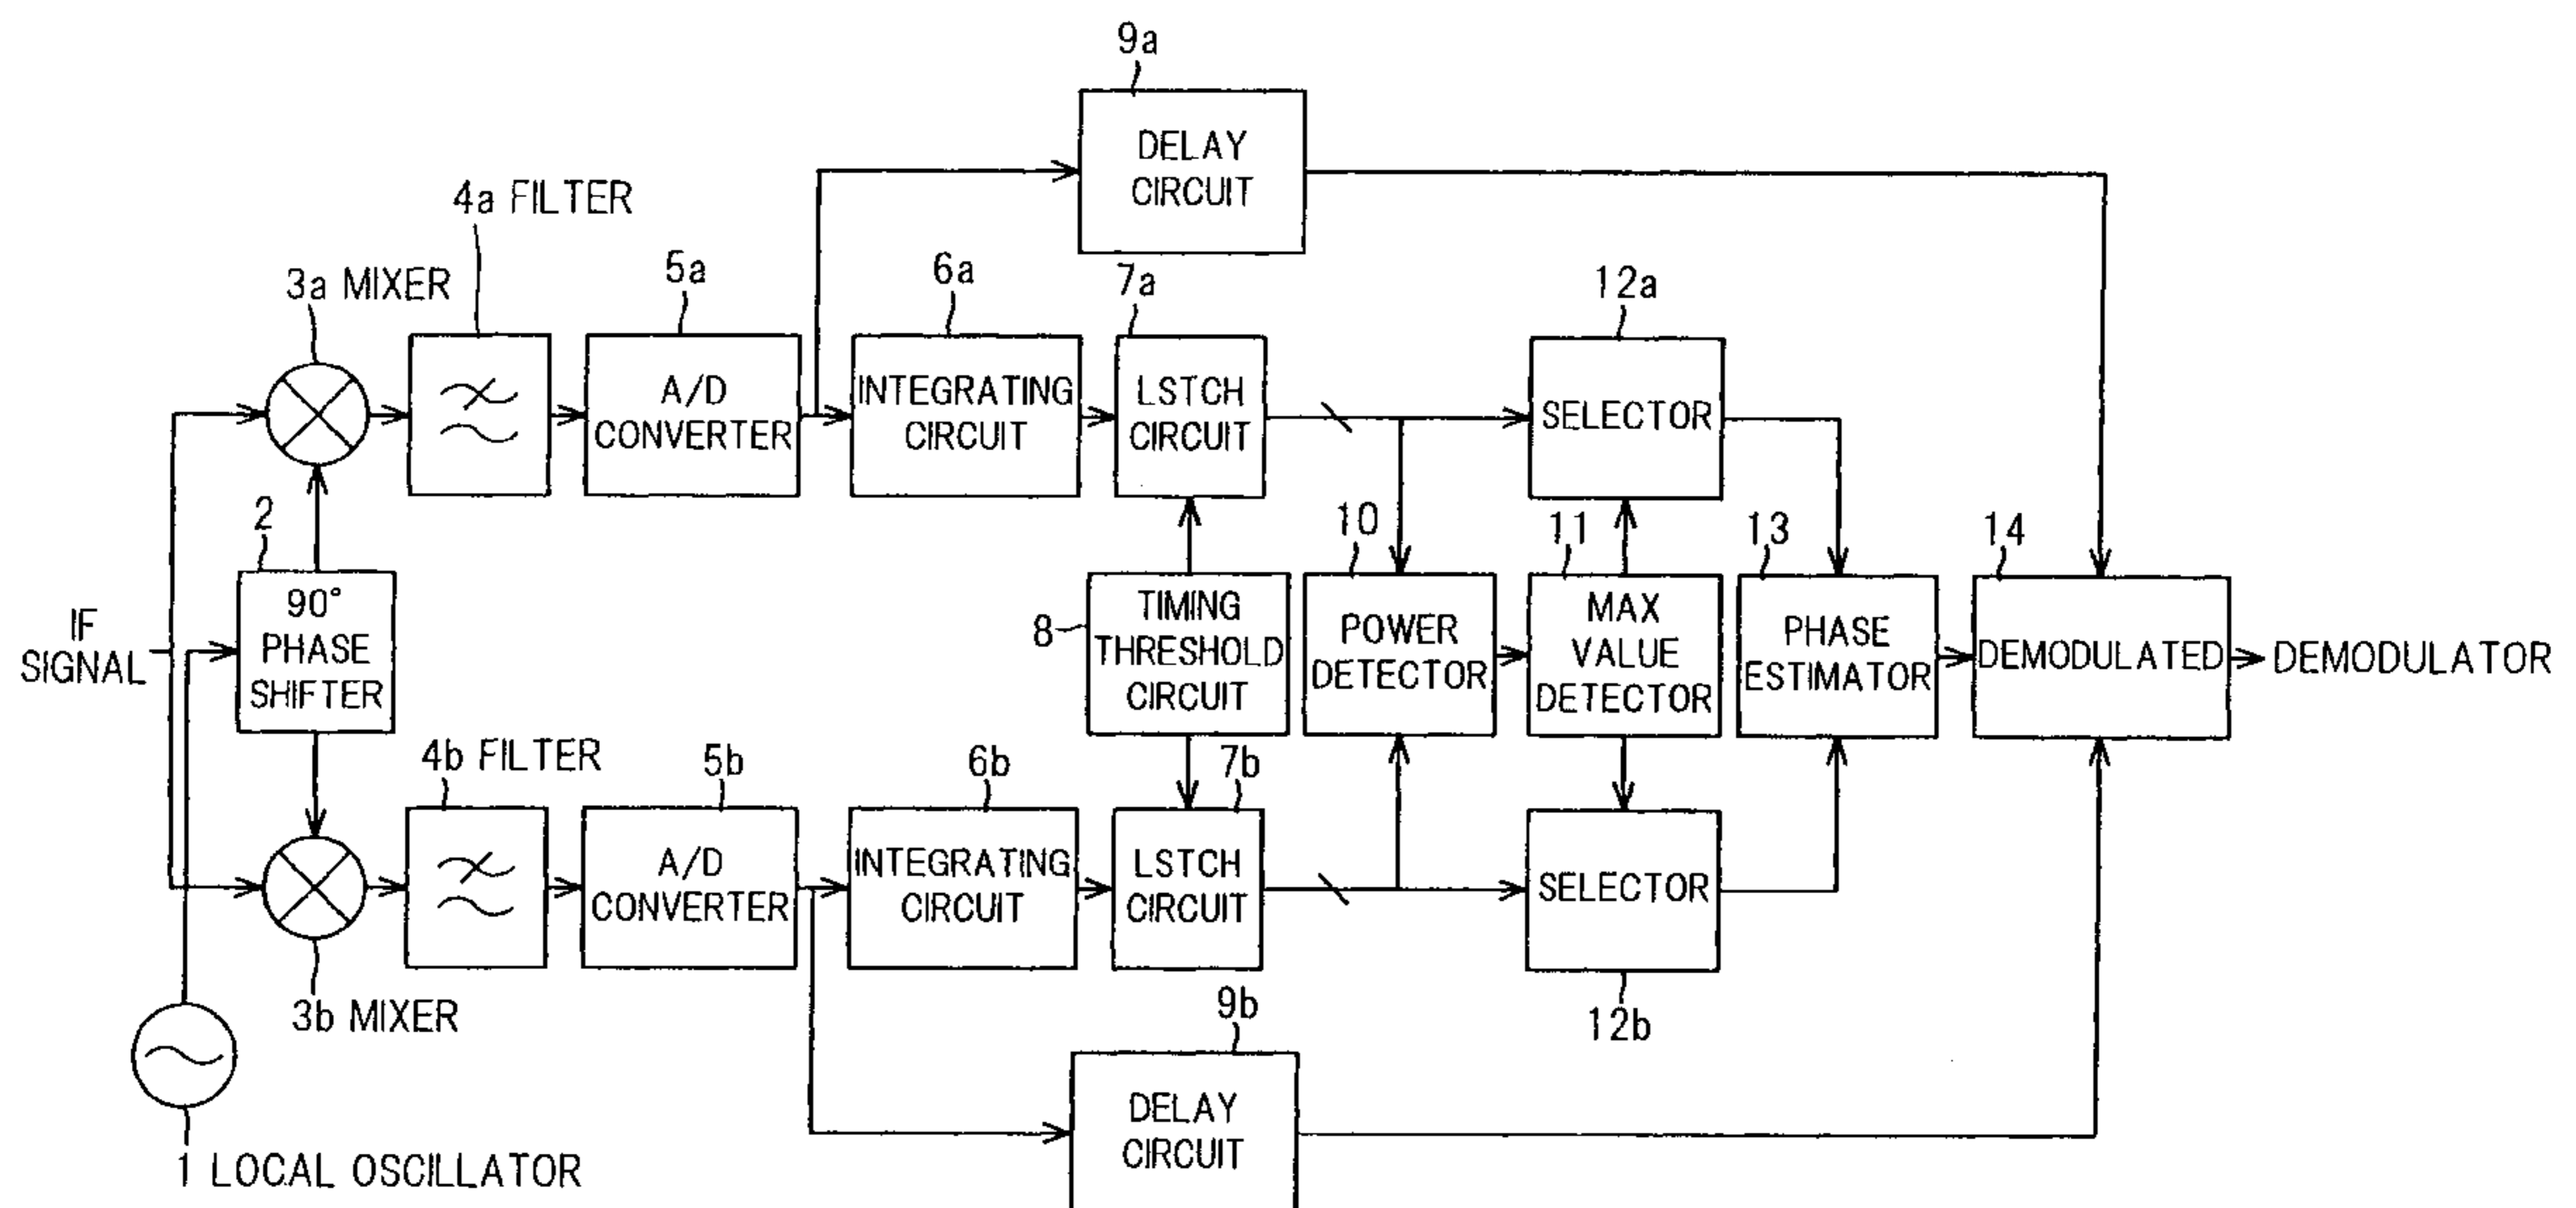 9a
DELAY
CIRCUIT
4a FILTER
3a MIXER
5a
6a
7a
12a
A/D
CONVERTER
INTEGRATING
CIRCUIT
LSTCH
CIRCUIT
SELECTOR
2
90°
PHASE
SHIFTER
IF
SIGNAL
8
TIMING
THRESHOLD
CIRCUIT
10
POWER
DETECTOR
11
MAX
VALUE
DETECTOR
13
PHASE
ESTIMATOR
14
DEMODULATED
DEMODULATOR
4b FILTER
5b
6b
7b
A/D
CONVERTER
INTEGRATING
CIRCUIT
LSTCH
CIRCUIT
SELECTOR
3b MIXER
9b
12b
DELAY
CIRCUIT
1 LOCAL OSCILLATOR